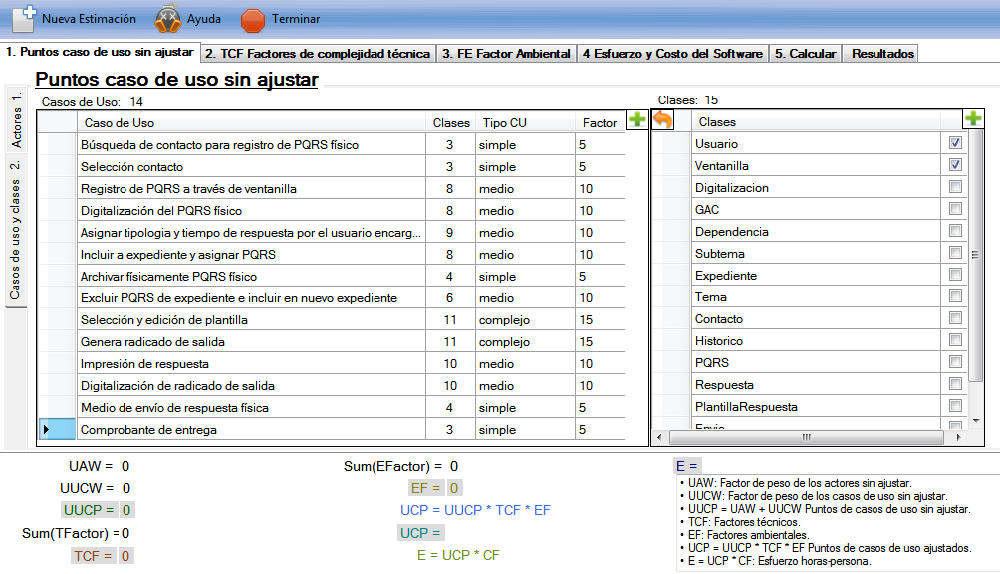 Nueva Estimación Ayuda Terminar
1. Puntos caso de uso sin ajustar 2. TCF Factores de complejidad técnica 3. FE Factor Ambiental 4 Esfuerzo y Costo del Software 5. Calcular Resultados
Actores 1.
Casos de uso y clases 2.
Puntos caso de uso sin ajustar
Casos de Uso: 14
Caso de Uso Clases Tipo CU Factor
Búsqueda de contacto para registro de PQRS físico 3 simple 5
Selección contacto 3 simple 5
Registro de PQRS a través de ventanilla 8 medio 10
Digitalización del PQRS físico 8 medio 10
Asignar tipologia y tiempo de respuesta por el usuario encarg... 9 medio 10
Incluir a expediente y asignar PQRS 8 medio 10
Archivar físicamente PQRS físico 4 simple 5
Excluir PQRS de expediente e incluir en nuevo expediente 6 medio 10
Selección y edición de plantilla 11 complejo 15
Genera radicado de salida 11 complejo 15
Impresión de respuesta 10 medio 10
Digitalización de radicado de salida 10 medio 10
Medio de envío de respuesta física 4 simple 5
Comprobante de entrega 3 simple 5
Clases: 15
Clases
Usuario
Ventanilla
Digitalizacion
GAC
Dependencia
Subtema
Expediente
Tema
Contacto
Historico
PQRS
Respuesta
PlantillaRespuesta
Envio
UAW = 0
UUCW = 0
UUCP = 0
Sum(TFactor) =0
TCF = 0
Sum(EFactor) = 0
EF = 0
UCP = UUCP * TCF * EF
UCP =
E = UCP * CF
E =
• UAW: Factor de peso de los actores sin ajustar.
• UUCW: Factor de peso de los casos de uso sin ajustar.
• UUCP = UAW + UUCW Puntos de casos de uso sin ajustar.
• TCF: Factores técnicos.
• EF: Factores ambientales.
• UCP = UUCP * TCF * EF Puntos de casos de uso ajustados.
• E = UCP * CF: Esfuerzo horas-persona.